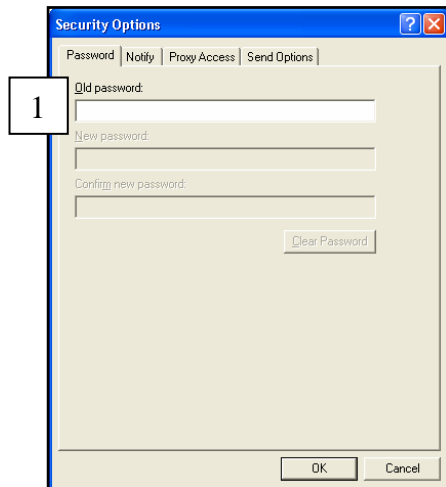 Security Options
Password Notify Proxy Access Send Options
1
Old password:
New password:
Confirm new password:
Clear Password
OK Cancel